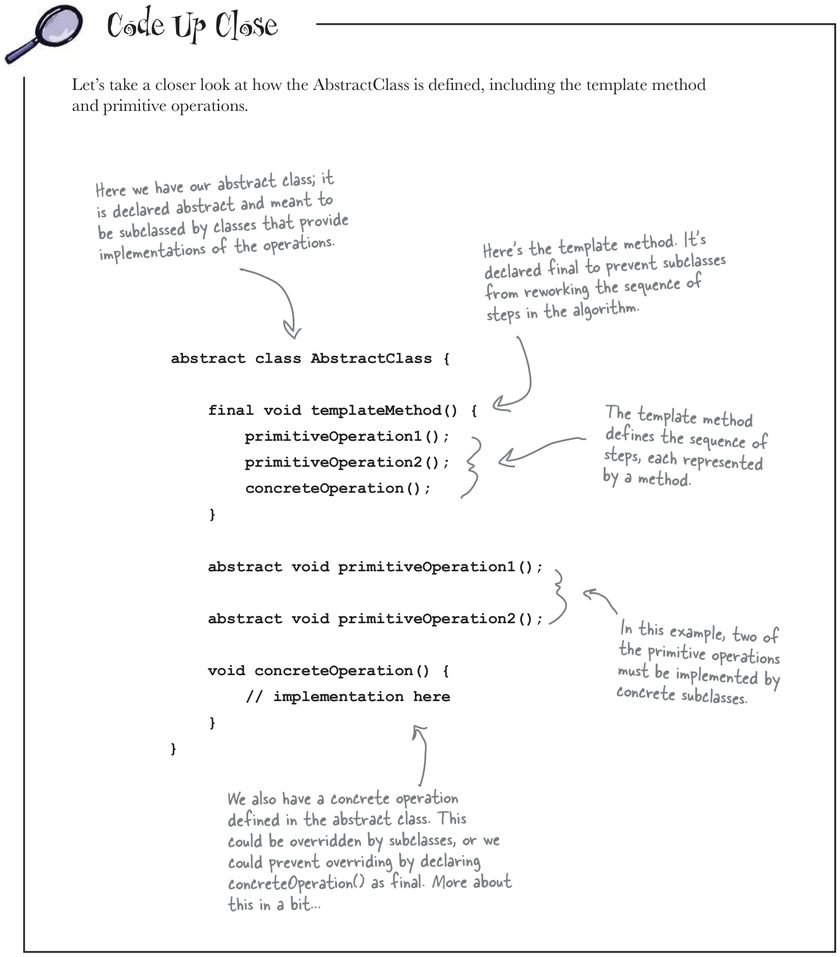 Code Up Close
Let's take a closer look at how the AbstractClass is defined, including the template method
and primitive operations.
Here we have our abstract class; it
is declared abstract and meant to
be subclassed by classes that provide
implementations of the operations.
Here's the template method. It's
declared final to prevent subclasses
from reworking the sequence of
steps in the algorithm.
abstract class AbstractClass {
final void templateMethod() {
primitiveOperation1();
primitiveOperation2();
concreteOperation();
}
The template method
defines the sequence of
steps, each represented
by a method.
abstract void primitiveOperation1();
abstract void primitiveOperation2();
In this example, two of
the primitive operations
must be implemented by
concrete subclasses.
void concreteOperation() {
// implementation here
}
}
We also have a concrete operation
defined in the abstract class. This
could be overridden by subclasses, or we
could prevent overriding by declaring
concreteOperation() as final. More about
this in a bit...